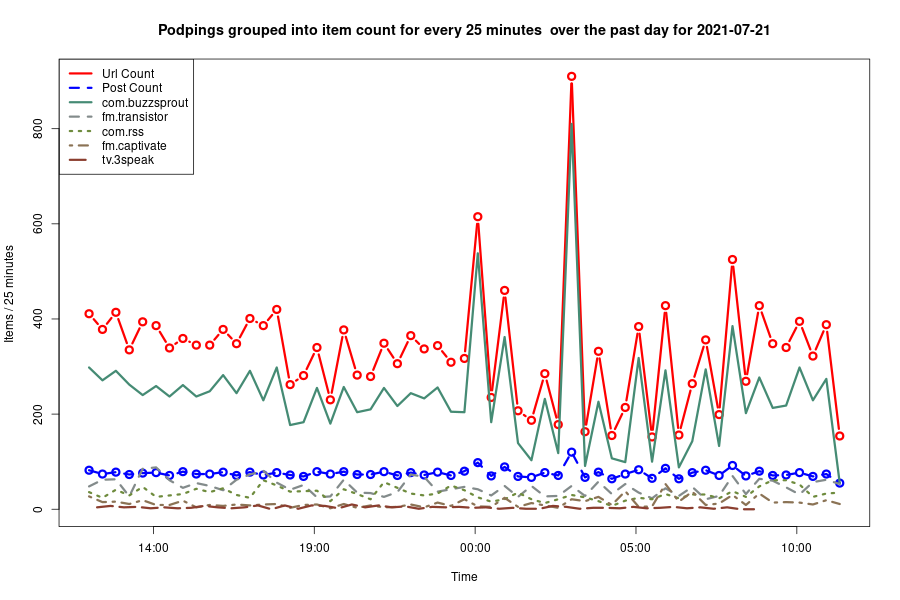 Podpings grouped into item count for every 25 minutes  over the past day for 2021-07-21
Url Count
Post Count
com.buzzsprout
fm.transistor
com.rss
fm.captivate
tv.3speak
Items / 25 minutes
800
600
400
200
0
14:00 19:00 00:00 05:00 10:00
Time